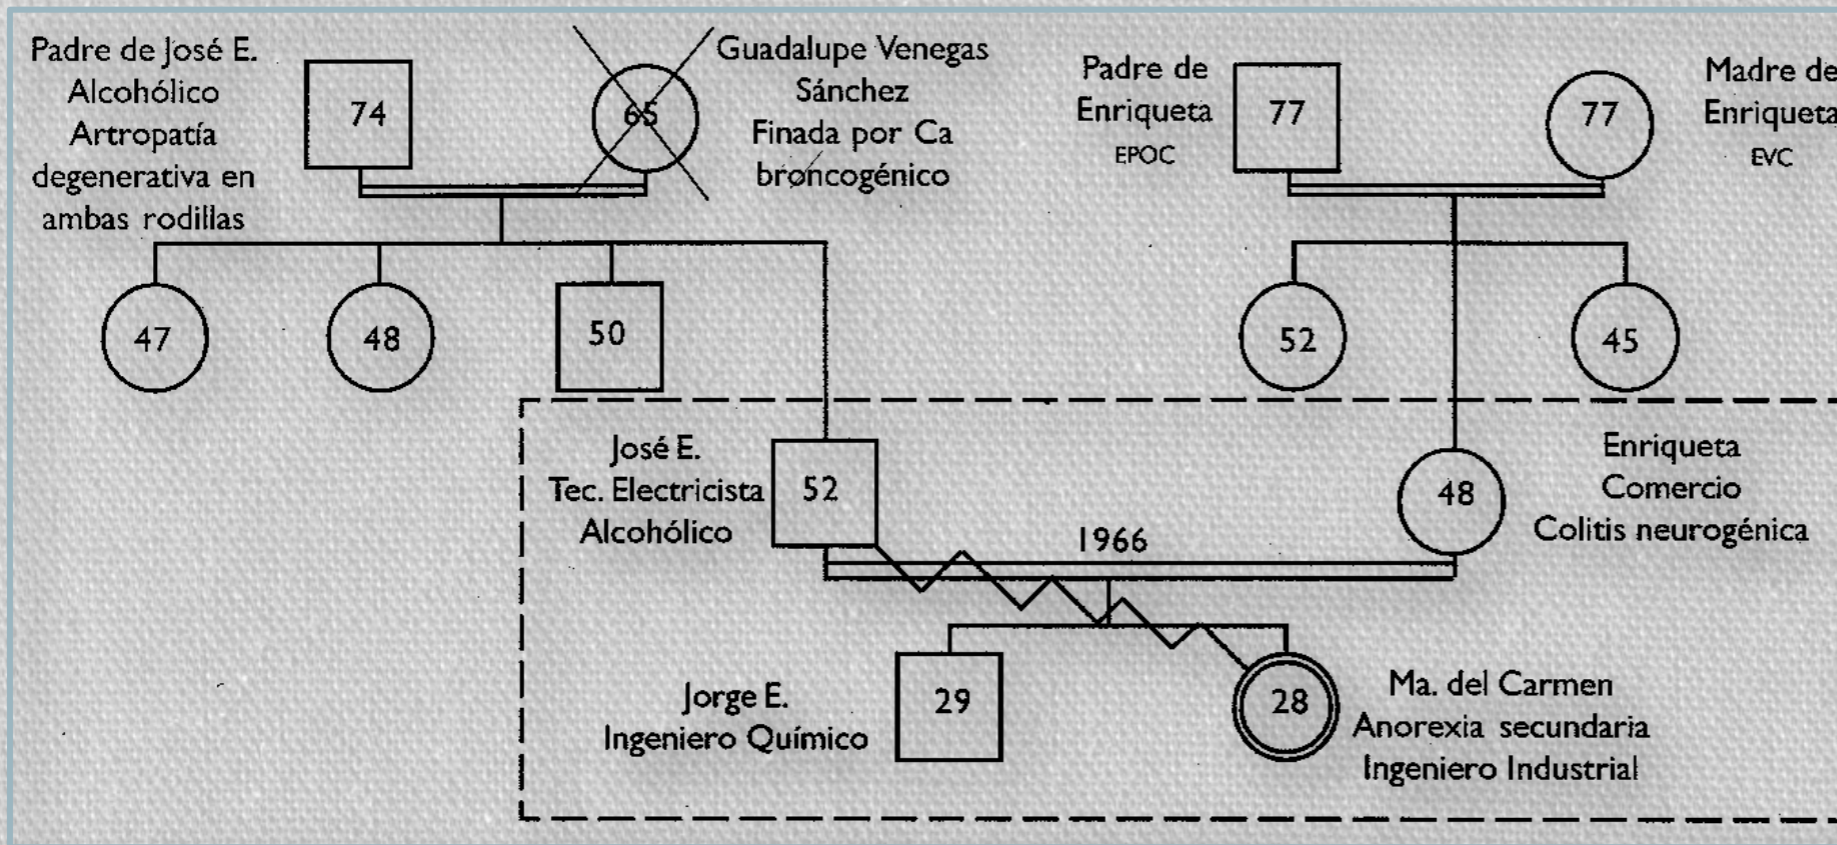 Padre de José E.
Alcohólico
Artropatía
degenerativa en
ambas rodillas
74
65
Guadalupe Venegas
Sánchez
Finada por Ca
broncogénico
Padre de
Enriqueta
EPOC
77
77
Madre de
Enriqueta
EVC
47
48
50
52
45
José E.
Tec. Electricista
Alcohólico
52
1966
48
Enriqueta
Comercio
Colitis neurogénica
Jorge E.
Ingeniero Químico
29
28
Ma. del Carmen
Anorexia secundaria
Ingeniero Industrial